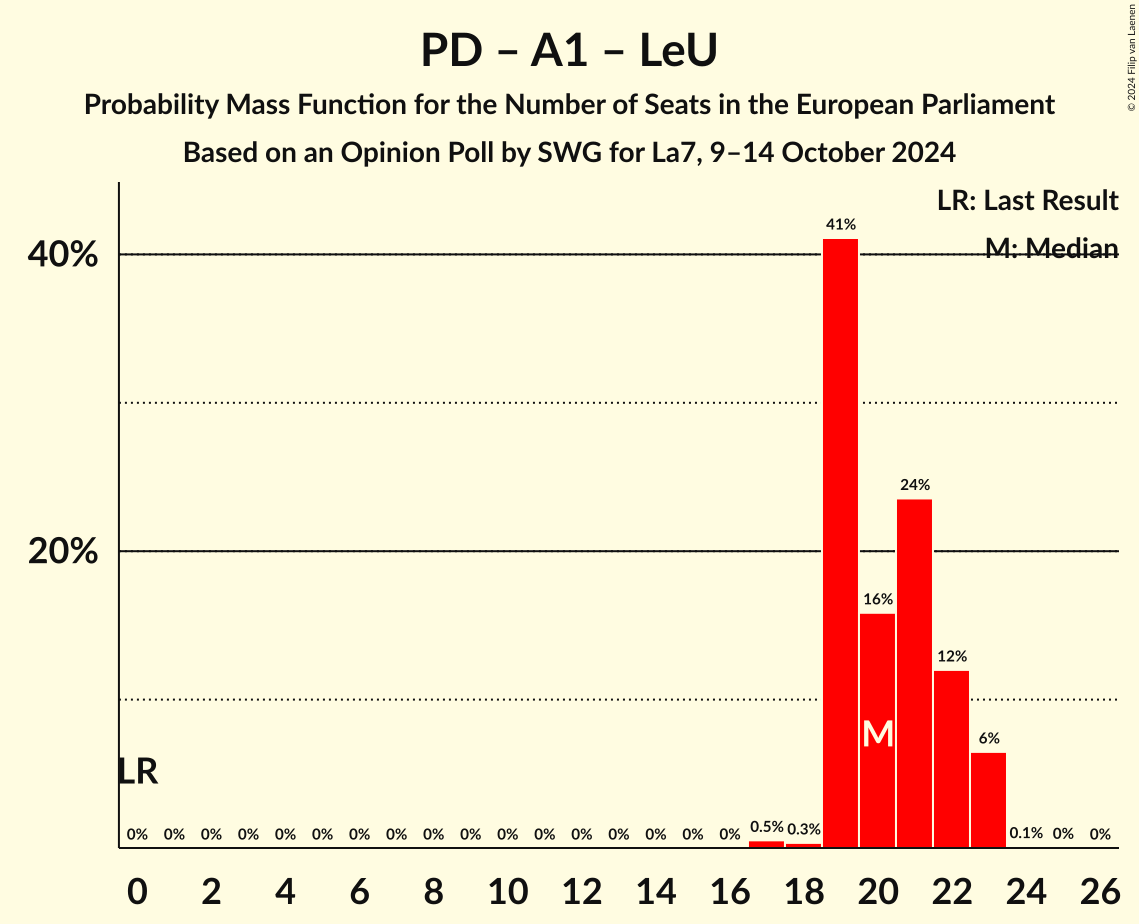 PD – A1 – LeU
Probability Mass Function for the Number of Seats in the European Parliament
Based on an Opinion Poll by SWG for La7, 9–14 October 2024
© 2024 Filip van Laenen
LR: Last Result
M: Median
40%
20%
41%
24%
16%
12%
6%
M
LR
0% 0% 0% 0% 0% 0% 0% 0% 0% 0% 0% 0% 0% 0% 0% 0% 0% 0.5% 0.3% 0.1% 0% 0%
0 2 4 6 8 10 12 14 16 18 20 22 24 26